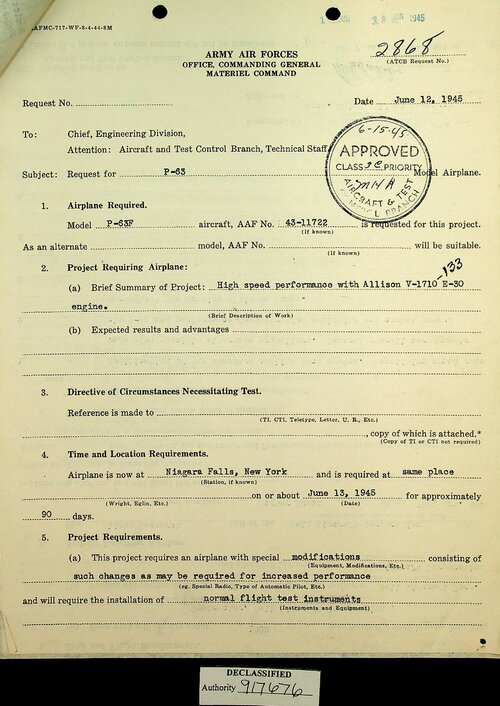 AFMC-717-WF-8-4-44-8M
18 JUN 1945
ARMY AIR FORCES
OFFICE, COMMANDING GENERAL
MATERIEL COMMAND
2868
(ATCB Request No.)
Request No.
Date June 12, 1945
To: Chief, Engineering Division,
Attention: Aircraft and Test Control Branch, Technical Staff
6-15-45
APPROVED
CLASS PRIORITY
AIRCRAFT & TEST
BRANCH
Subject: Request for P-63 Model Airplane.
1. Airplane Required.
Model P-63F aircraft, AAF No. 43-11722 is requested for this project.
(If known)
As an alternate model, AAF No. will be suitable.
(If known)
2. Project Requiring Airplane:
(a) Brief Summary of Project: High speed performance with Allison V-1710 E-30 -133
engine.
(Brief Description of Work)
(b) Expected results and advantages
3. Directive of Circumstances Necessitating Test.
Reference is made to
(TI, CTI, Teletype, Letter, U. R., Etc.)
, copy of which is attached.*
(Copy of TI or CTI not required)
4. Time and Location Requirements.
Airplane is now at Niagara Falls, New York and is required at same place
(Station, if known)
on or about June 13, 1945 for approximately
(Wright, Eglin, Etc.) (Date)
90 days.
5. Project Requirements.
(a) This project requires an airplane with special modifications consisting of
(Equipment, Modifications, Etc.)
such changes as may be required for increased performance
(eg. Special Radio, Type of Automatic Pilot, Etc.)
and will require the installation of normal flight test instruments
(Instruments and Equipment)
DECLASSIFIED
Authority 917676